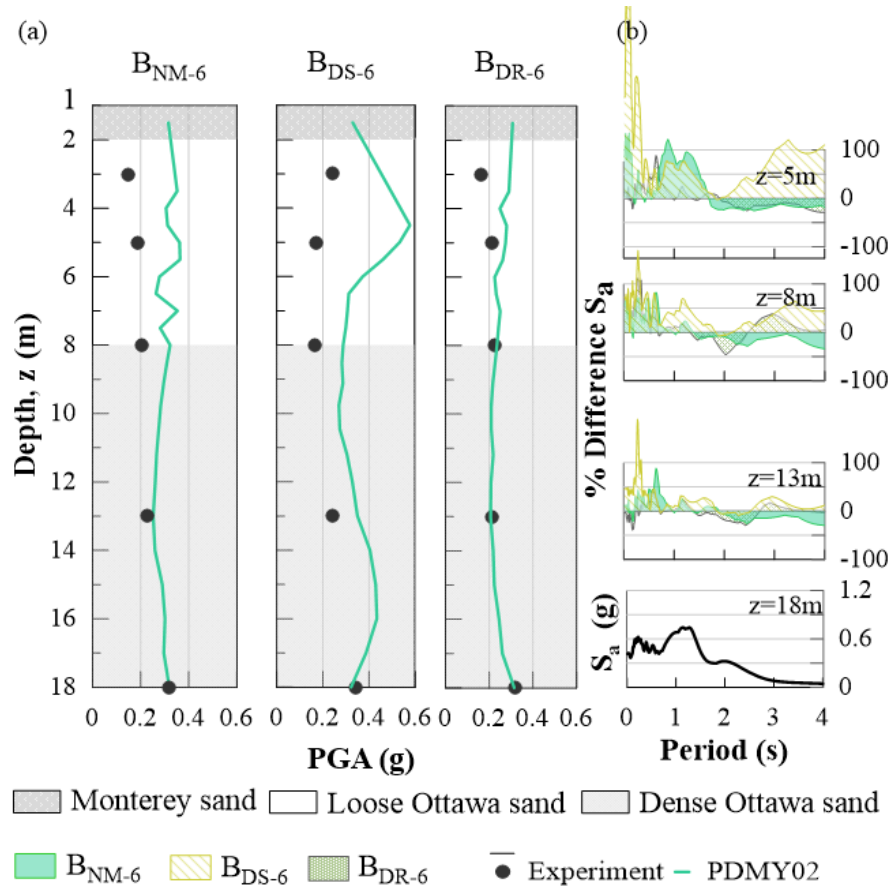 (a)
(b)
B_NM-6 B_DS-6 B_DR-6
Depth, z (m)
1
2
4
6
8
10
12
14
16
18
0 0.2 0.4 0.6 0 0.2 0.4 0.6 0 0.2 0.4 0.6
PGA (g)
% Difference S_a
100
z=5m
0
-100
100
z=8m
0
-100
100
z=13m
0
-100
S_a (g)
1.2
z=18m
0.6
0
0 1 2 3 4
Period (s)
Monterey sand Loose Ottawa sand Dense Ottawa sand
B_NM-6 B_DS-6 B_DR-6 Experiment PDMY02